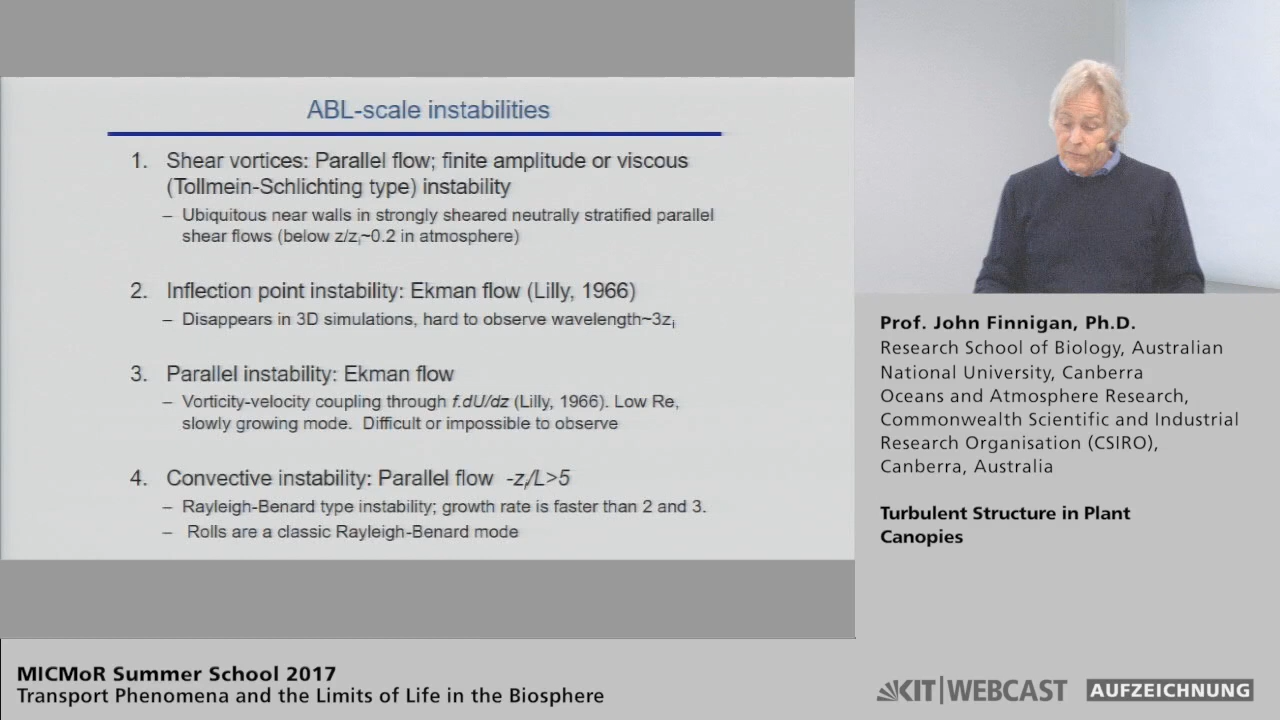 ABL-scale instabilities
1. Shear vortices: Parallel flow; finite amplitude or viscous
(Tollmein-Schlichting type) instability
– Ubiquitous near walls in strongly sheared neutrally stratified parallel
shear flows (below z/zᵢ~0.2 in atmosphere)
2. Inflection point instability: Ekman flow (Lilly, 1966)
– Disappears in 3D simulations, hard to observe wavelength~3zᵢ
3. Parallel instability: Ekman flow
– Vorticity-velocity coupling through f.dU/dz (Lilly, 1966). Low Re,
slowly growing mode. Difficult or impossible to observe
4. Convective instability: Parallel flow -zᵢ/L>5
– Rayleigh-Benard type instability; growth rate is faster than 2 and 3.
– Rolls are a classic Rayleigh-Benard mode
Prof. John Finnigan, Ph.D.
Research School of Biology, Australian
National University, Canberra
Oceans and Atmosphere Research,
Commonwealth Scientific and Industrial
Research Organisation (CSIRO),
Canberra, Australia
Turbulent Structure in Plant
Canopies
MICMoR Summer School 2017
Transport Phenomena and the Limits of Life in the Biosphere
KIT|WEBCAST AUFZEICHNUNG